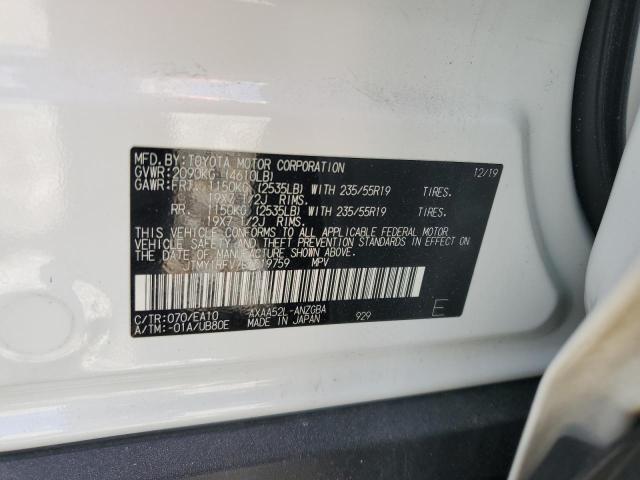 MFD. BY: TOYOTA MOTOR CORPORATION 12/19
GVWR: 2090KG (4610LB)
GAWR: FRT. 1150KG (2535LB) WITH 235/55R19 TIRES,
19X7 1/2J RIMS.
RR. 1150KG (2535LB) WITH 235/55R19 TIRES,
19X7 1/2J RIMS.
THIS VEHICLE CONFORMS TO ALL APPLICABLE FEDERAL MOTOR
VEHICLE SAFETY AND THEFT PREVENTION STANDARDS IN EFFECT
ON THE DATE OF MANUFACTURE SHOWN ABOVE.
MPV
C/TR: 070/EA10 AXAA52L-ANZGBA
A/TM: -01A/UB80E MADE IN JAPAN 929 E